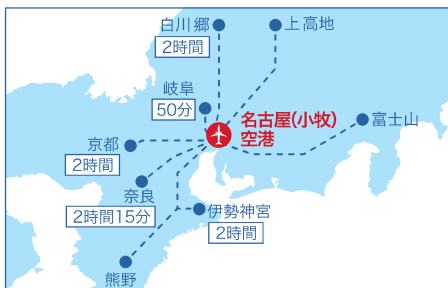 白川郷
2時間
上高地
岐阜
50分
名古屋(小牧)
空港
富士山
京都
2時間
奈良
2時間15分
伊勢神宮
2時間
熊野